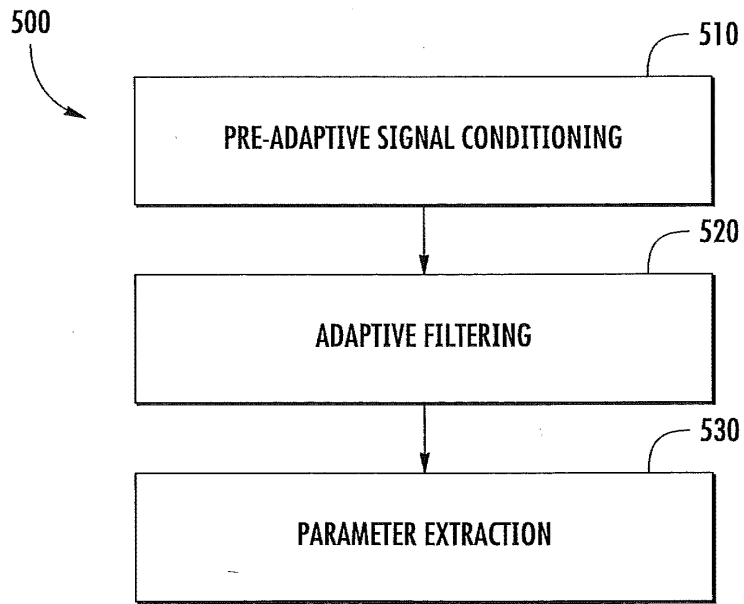 500
510
PRE-ADAPTIVE SIGNAL CONDITIONING
520
ADAPTIVE FILTERING
530
PARAMETER EXTRACTION